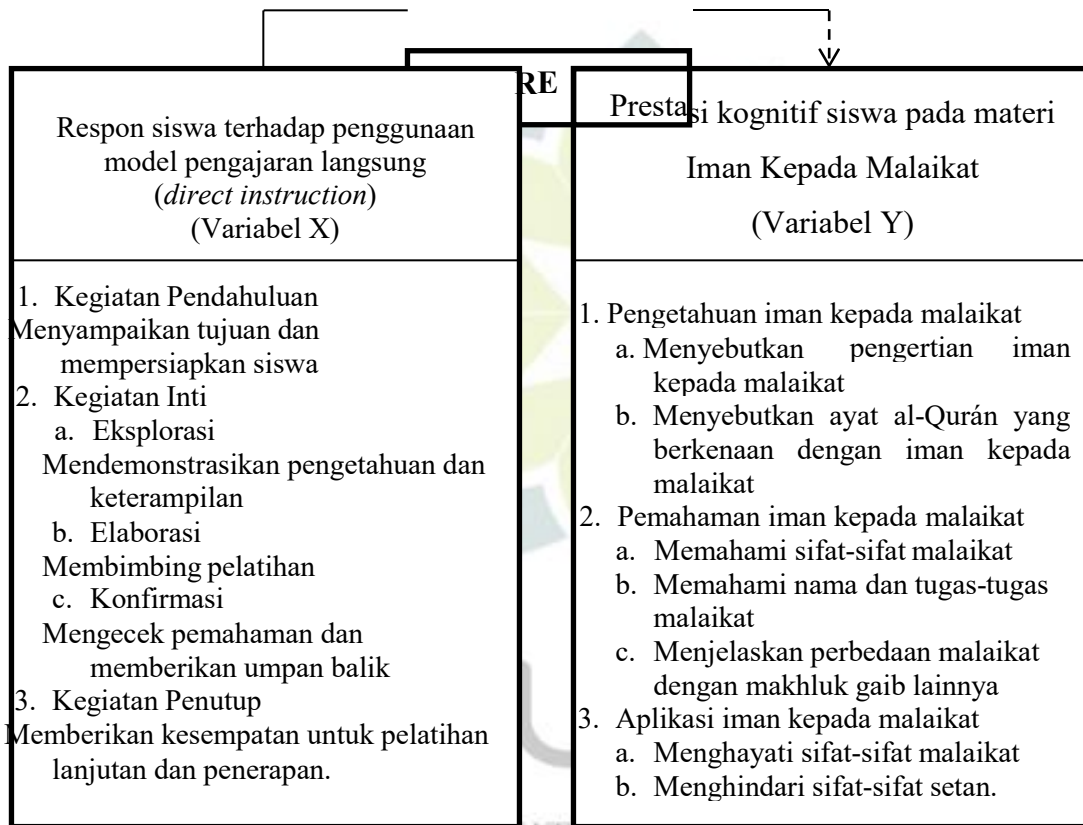 RE
Respon siswa terhadap penggunaan
model pengajaran langsung
(direct instruction)
(Variabel X)
1. Kegiatan Pendahuluan
Menyampaikan tujuan dan
mempersiapkan siswa
2. Kegiatan Inti
a. Eksplorasi
Mendemonstrasikan pengetahuan dan
keterampilan
b. Elaborasi
Membimbing pelatihan
c. Konfirmasi
Mengecek pemahaman dan
memberikan umpan balik
3. Kegiatan Penutup
Memberikan kesempatan untuk pelatihan
lanjutan dan penerapan.
Prestasi kognitif siswa pada materi
Iman Kepada Malaikat
(Variabel Y)
1. Pengetahuan iman kepada malaikat
a. Menyebutkan pengertian iman
kepada malaikat
b. Menyebutkan ayat al-Qurán yang
berkenaan dengan iman kepada
malaikat
2. Pemahaman iman kepada malaikat
a. Memahami sifat-sifat malaikat
b. Memahami nama dan tugas-tugas
malaikat
c. Menjelaskan perbedaan malaikat
dengan makhluk gaib lainnya
3. Aplikasi iman kepada malaikat
a. Menghayati sifat-sifat malaikat
b. Menghindari sifat-sifat setan.